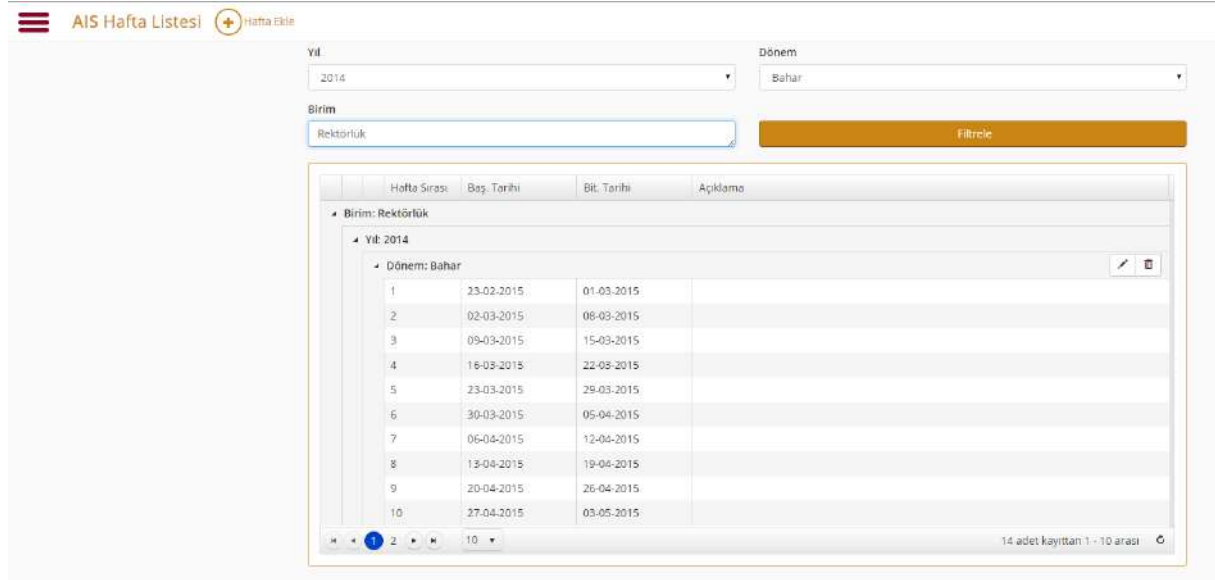 AIS Hafta Listesi + Hafta Ekle
Yıl Dönem
2014 Bahar
Birim
Rektörlük Filtrele
Hafta Sırası Baş. Tarihi Bit. Tarihi Açıklama
Birim: Rektörlük
Yıl: 2014
Dönem: Bahar
1 23-02-2015 01-03-2015
2 02-03-2015 08-03-2015
3 09-03-2015 15-03-2015
4 16-03-2015 22-03-2015
5 23-03-2015 29-03-2015
6 30-03-2015 05-04-2015
7 06-04-2015 12-04-2015
8 13-04-2015 19-04-2015
9 20-04-2015 26-04-2015
10 27-04-2015 03-05-2015
1 2 10 14 adet kayıttan 1 - 10 arası